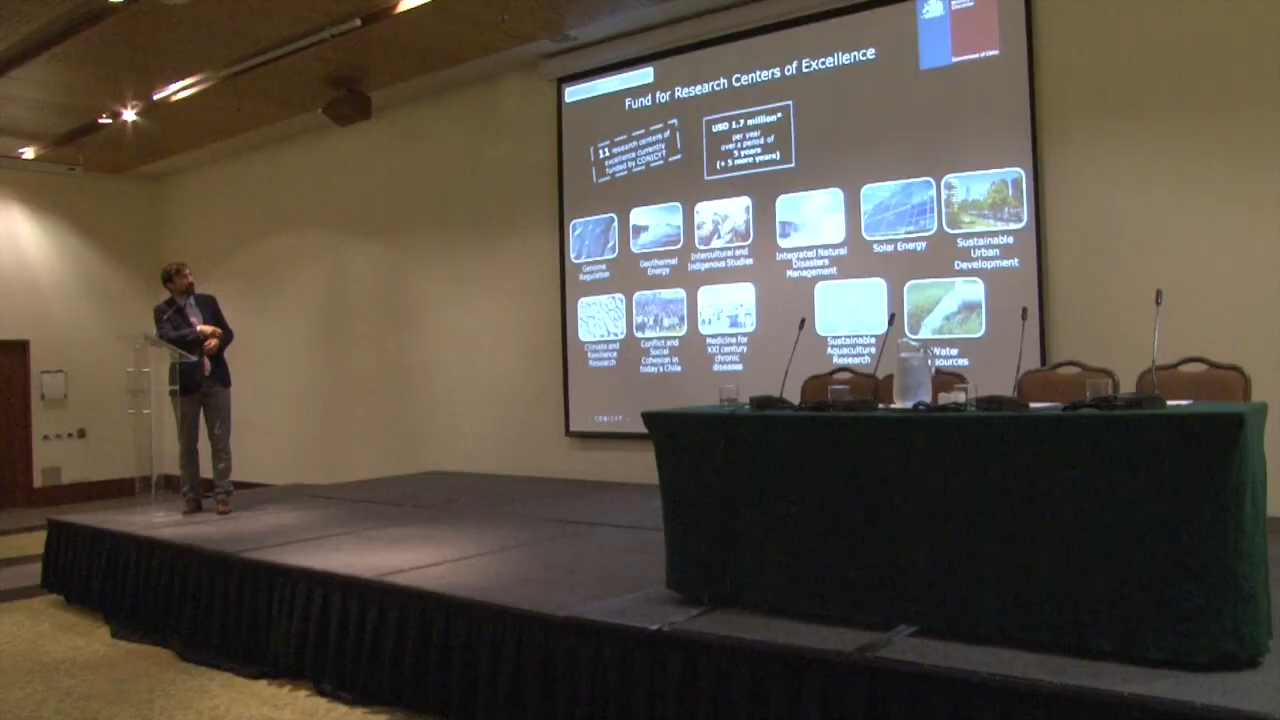 Fund for Research Centers of Excellence
Government of Chile
11 research centers of
excellence currently
funded by CONICYT
USD 1.7 million*
per year
over a period of
5 years
(+ 5 more years)
Genome
Regulation
Geothermal
Energy
Intercultural and
Indigenous Studies
Integrated Natural
Disasters
Management
Solar Energy
Sustainable
Urban
Development
Climate and
Resilience
Research
Conflict and
Social
Cohesion in
today's Chile
Medicine for
XXI century
chronic
diseases
Sustainable
Aquaculture
Research
Water
CONICYT